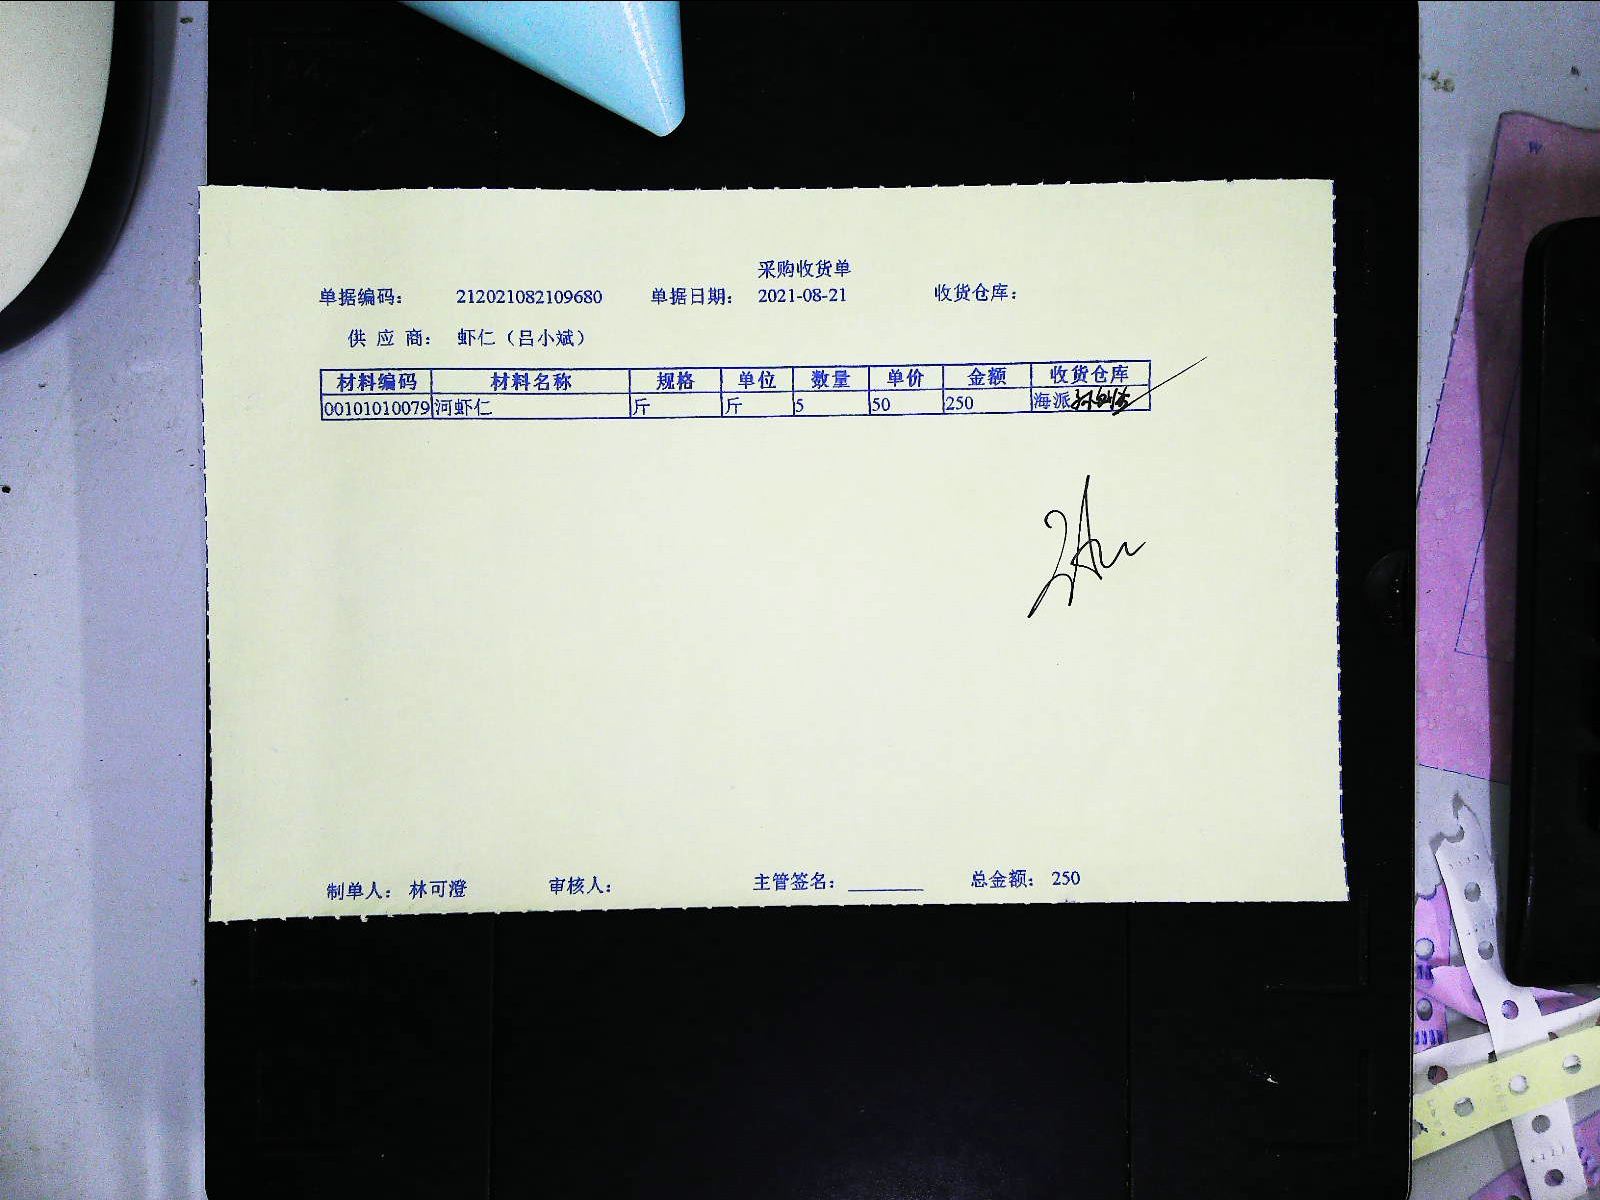 采购收货单
单据编码： 212021082109680 单据日期： 2021-08-21 收货仓库：
供 应 商： 虾仁（吕小斌）
材料编码 材料名称 规格 单位 数量 单价 金额 收货仓库
00101010079 河虾仁 斤 斤 5 50 250 海派
制单人： 林可澄 审核人： 主管签名： 总金额： 250